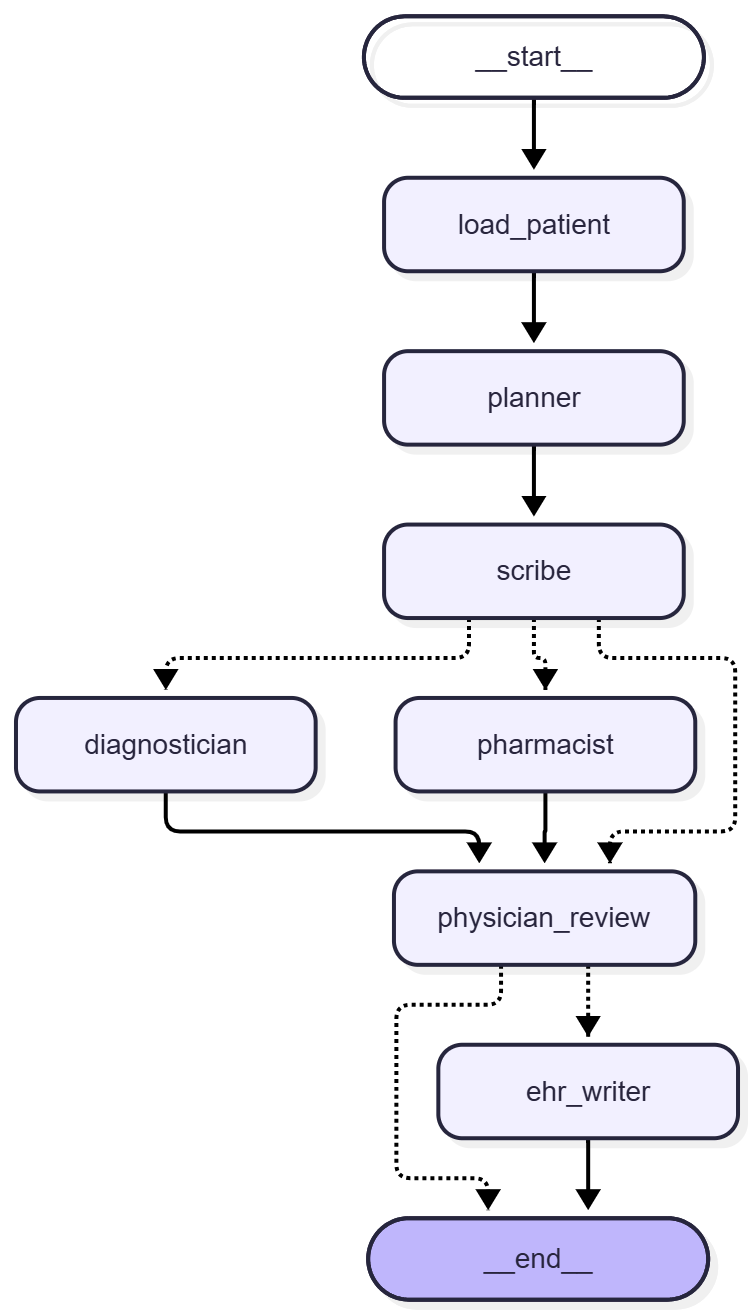 __start__
load_patient
planner
scribe
diagnostician
pharmacist
physician_review
ehr_writer
__end__